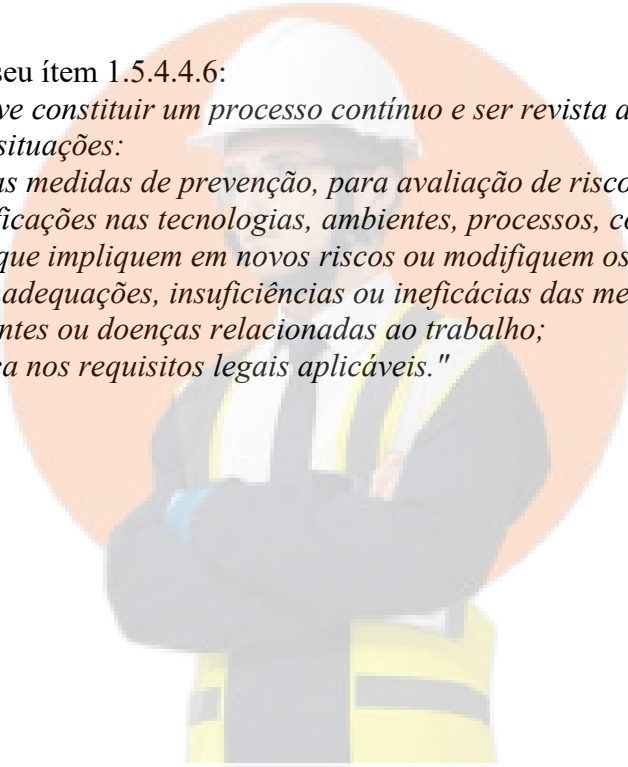 seu ítem 1.5.4.4.6:
ve constituir um processo contínuo e ser revista a
situações:
as medidas de prevenção, para avaliação de risco
ficações nas tecnologias, ambientes, processos, co
que impliquem em novos riscos ou modifiquem os
nadequações, insuficiências ou ineficácias das me
ntes ou doenças relacionadas ao trabalho;
ça nos requisitos legais aplicáveis."